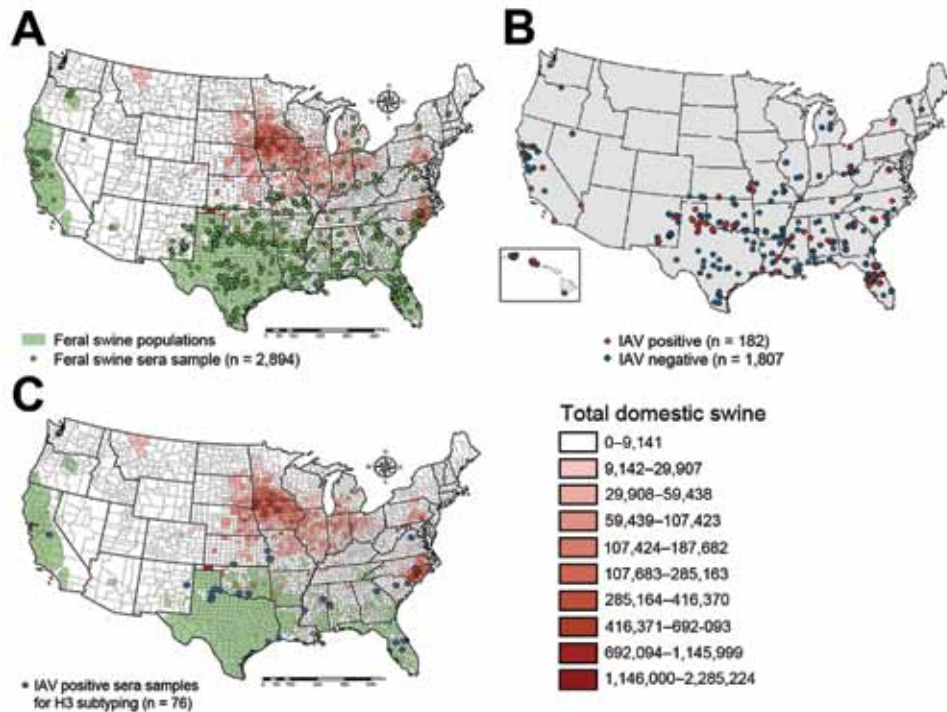 A
B
Feral swine populations
Feral swine sera sample (n = 2,894)
IAV positive (n = 182)
IAV negative (n = 1,807
C
IAV positive sera samples
for H3 subtyping (n = 76)
Total domestic swine
0–9,141
9,142–29,907
29,908–59,438
59,439–107,423
107,424–187,682
107,683–285,163
285,164–416,370
416,371–692-093
692,094–1,145,999
1,146,000–2,285,224